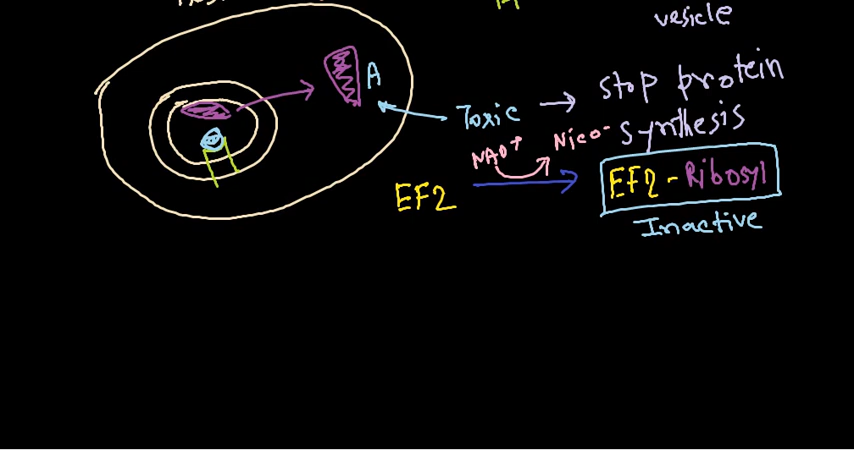 vesicle
A
Toxic → stop protein
synthesis
NAD+ Nico-
EF2 → EF2 - Ribosyl
Inactive